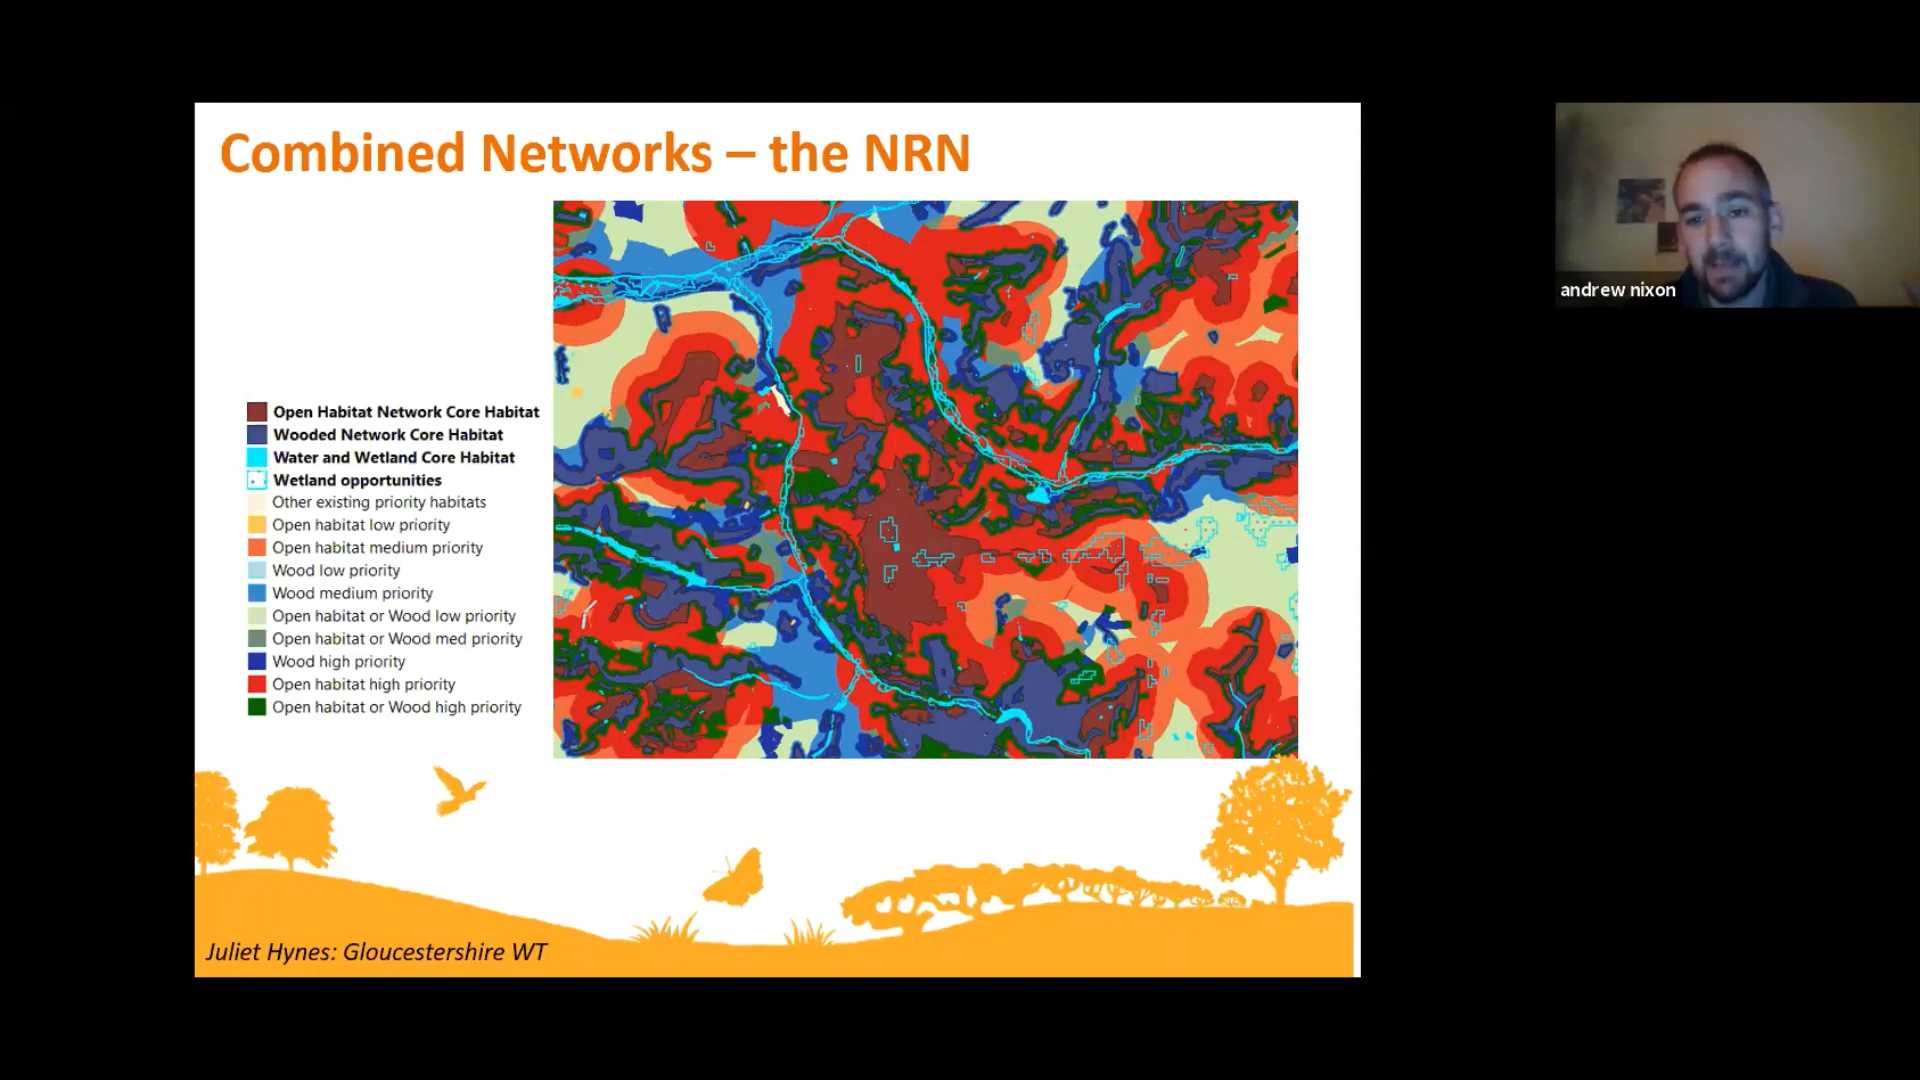 Combined Networks – the NRN
Open Habitat Network Core Habitat
Wooded Network Core Habitat
Water and Wetland Core Habitat
Wetland opportunities
Other existing priority habitats
Open habitat low priority
Open habitat medium priority
Wood low priority
Wood medium priority
Open habitat or Wood low priority
Open habitat or Wood med priority
Wood high priority
Open habitat high priority
Open habitat or Wood high priority
Juliet Hynes: Gloucestershire WT
andrew nixon